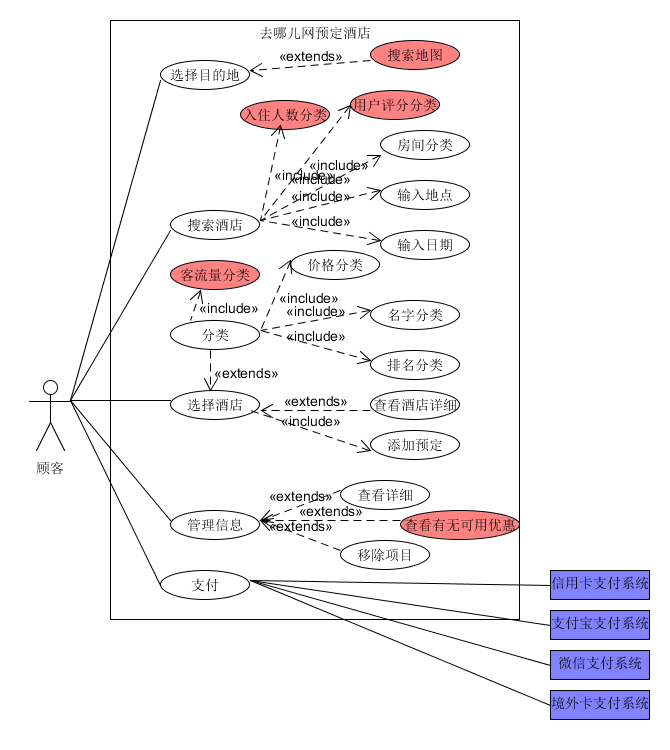 去哪儿网预定酒店
搜索地图
«extends»
选择目的地
入住人数分类
用户评分分类
房间分类
«include»
«include»
«include»
输入地点
«include»
搜索酒店
«include»
输入日期
价格分类
客流量分类
«include»
«include»
«include»
名字分类
分类
«include»
排名分类
«extends»
选择酒店
«extends»
查看酒店详细
«include»
添加预定
顾客
«extends»
查看详细
«extends»
管理信息
«extends»
查看有无可用优惠
移除项目
支付
信用卡支付系统
支付宝支付系统
微信支付系统
境外卡支付系统